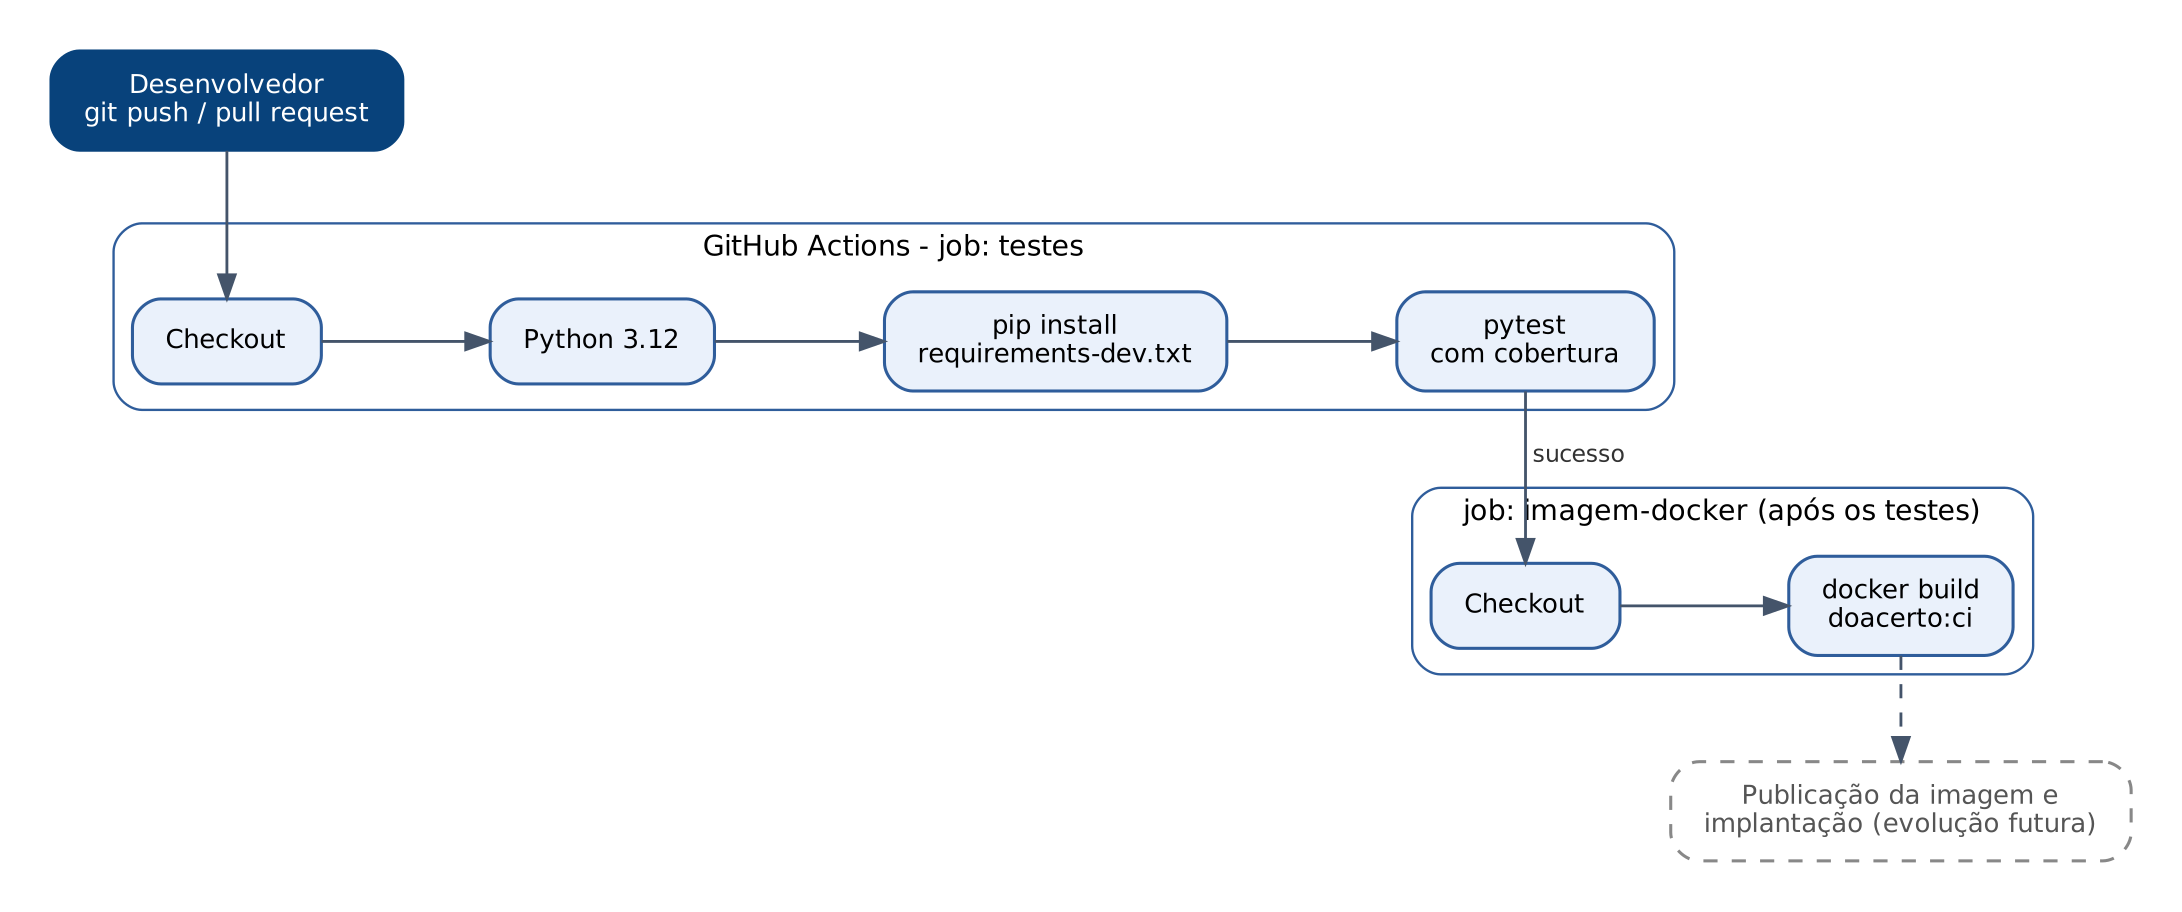 Desenvolvedor
git push / pull request
GitHub Actions - job: testes
Checkout
Python 3.12
pip install
requirements-dev.txt
pytest
com cobertura
sucesso
job: imagem-docker (após os testes)
Checkout
docker build
doacerto:ci
Publicação da imagem e
implantação (evolução futura)